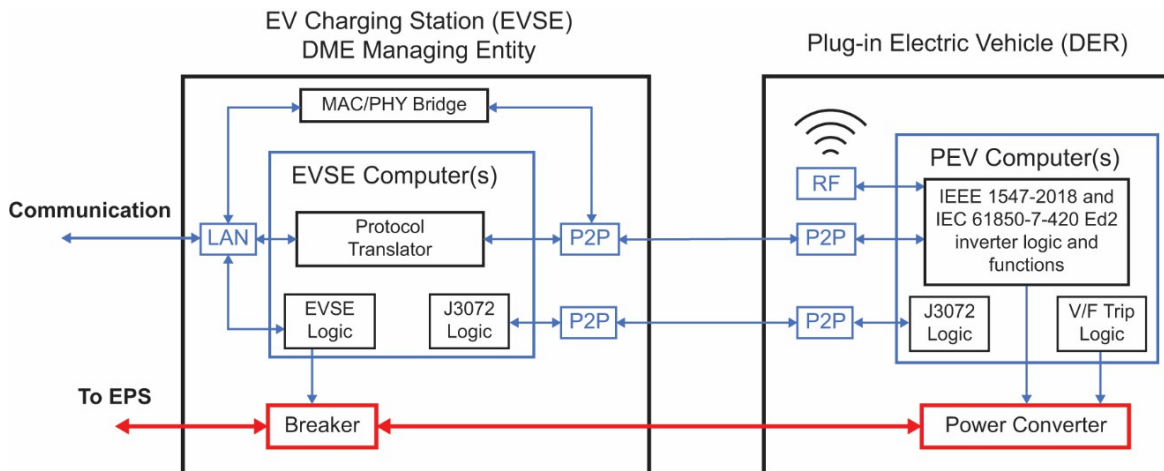 EV Charging Station (EVSE)
DME Managing Entity
Plug-in Electric Vehicle (DER)
MAC/PHY Bridge
EVSE Computer(s)
PEV Computer(s)
RF
IEEE 1547-2018 and
IEC 61850-7-420 Ed2
inverter logic and
functions
Communication
LAN
Protocol
Translator
P2P
P2P
EVSE
Logic
J3072
Logic
P2P
P2P
J3072
Logic
V/F Trip
Logic
To EPS
Breaker
Power Converter